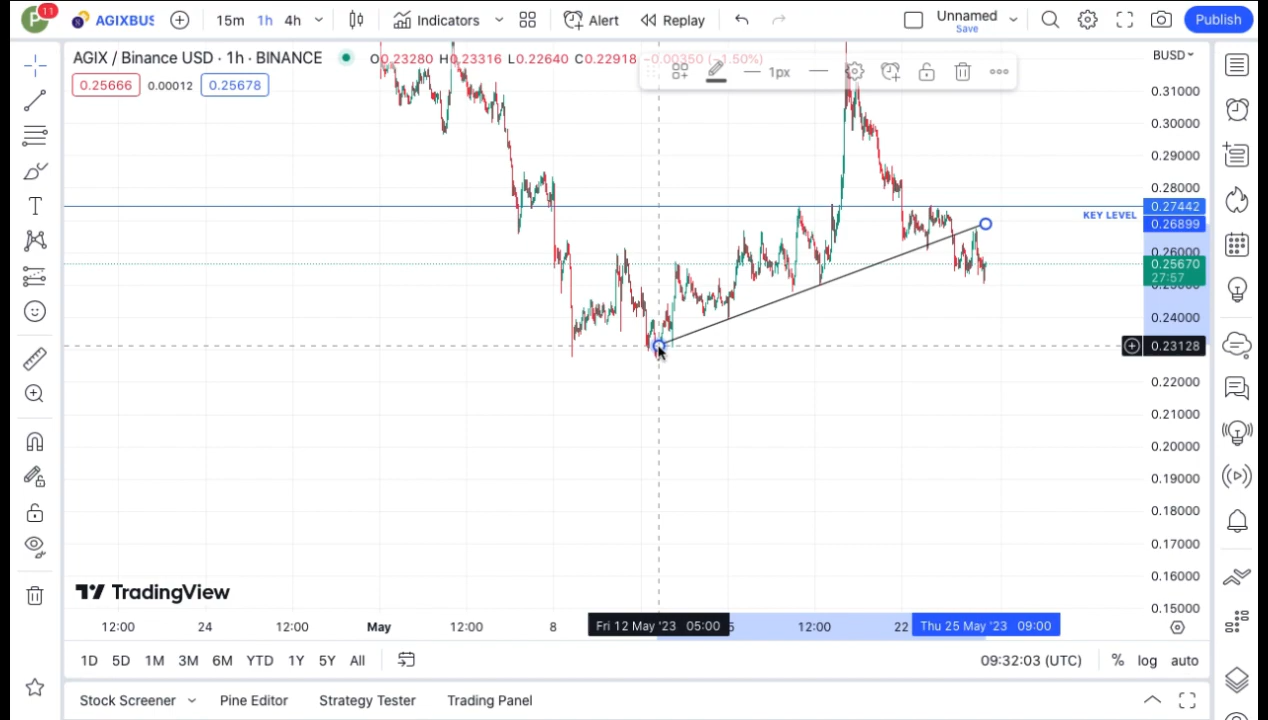 P
11
AGIXBUS
15m 1h 4h
Indicators
Alert
Replay
Unnamed
Save
Publish
AGIX / Binance USD · 1h · BINANCE
O0.23280 H0.23316 L0.22640 C0.22918 −0.00350 (−1.50%)
0.25666
0.00012
0.25678
1px
BUSD
0.31000
0.30000
0.29000
0.28000
0.27442
KEY LEVEL
0.26899
0.26000
0.25670
27:57
0.24000
0.23128
0.22000
0.21000
0.20000
0.19000
0.18000
0.17000
0.16000
0.15000
TradingView
12:00 24 12:00 May 12:00 8 Fri 12 May '23 05:00 12:00 22 Thu 25 May '23 09:00
1D 5D 1M 3M 6M YTD 1Y 5Y All
09:32:03 (UTC)
% log auto
Stock Screener
Pine Editor
Strategy Tester
Trading Panel